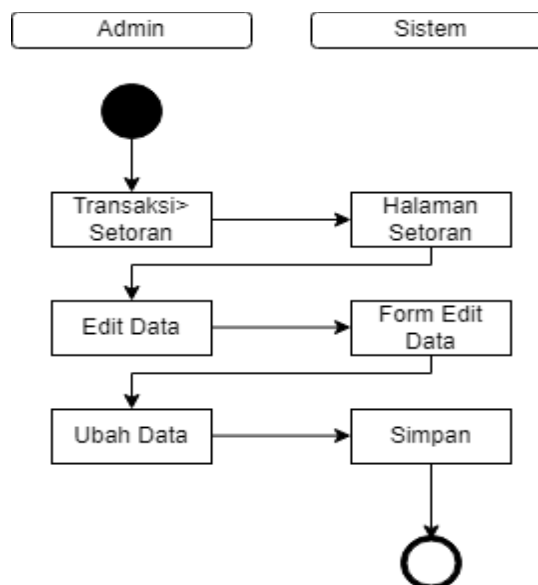 Admin
Sistem
Transaksi>
Setoran
Halaman
Setoran
Edit Data
Form Edit
Data
Ubah Data
Simpan